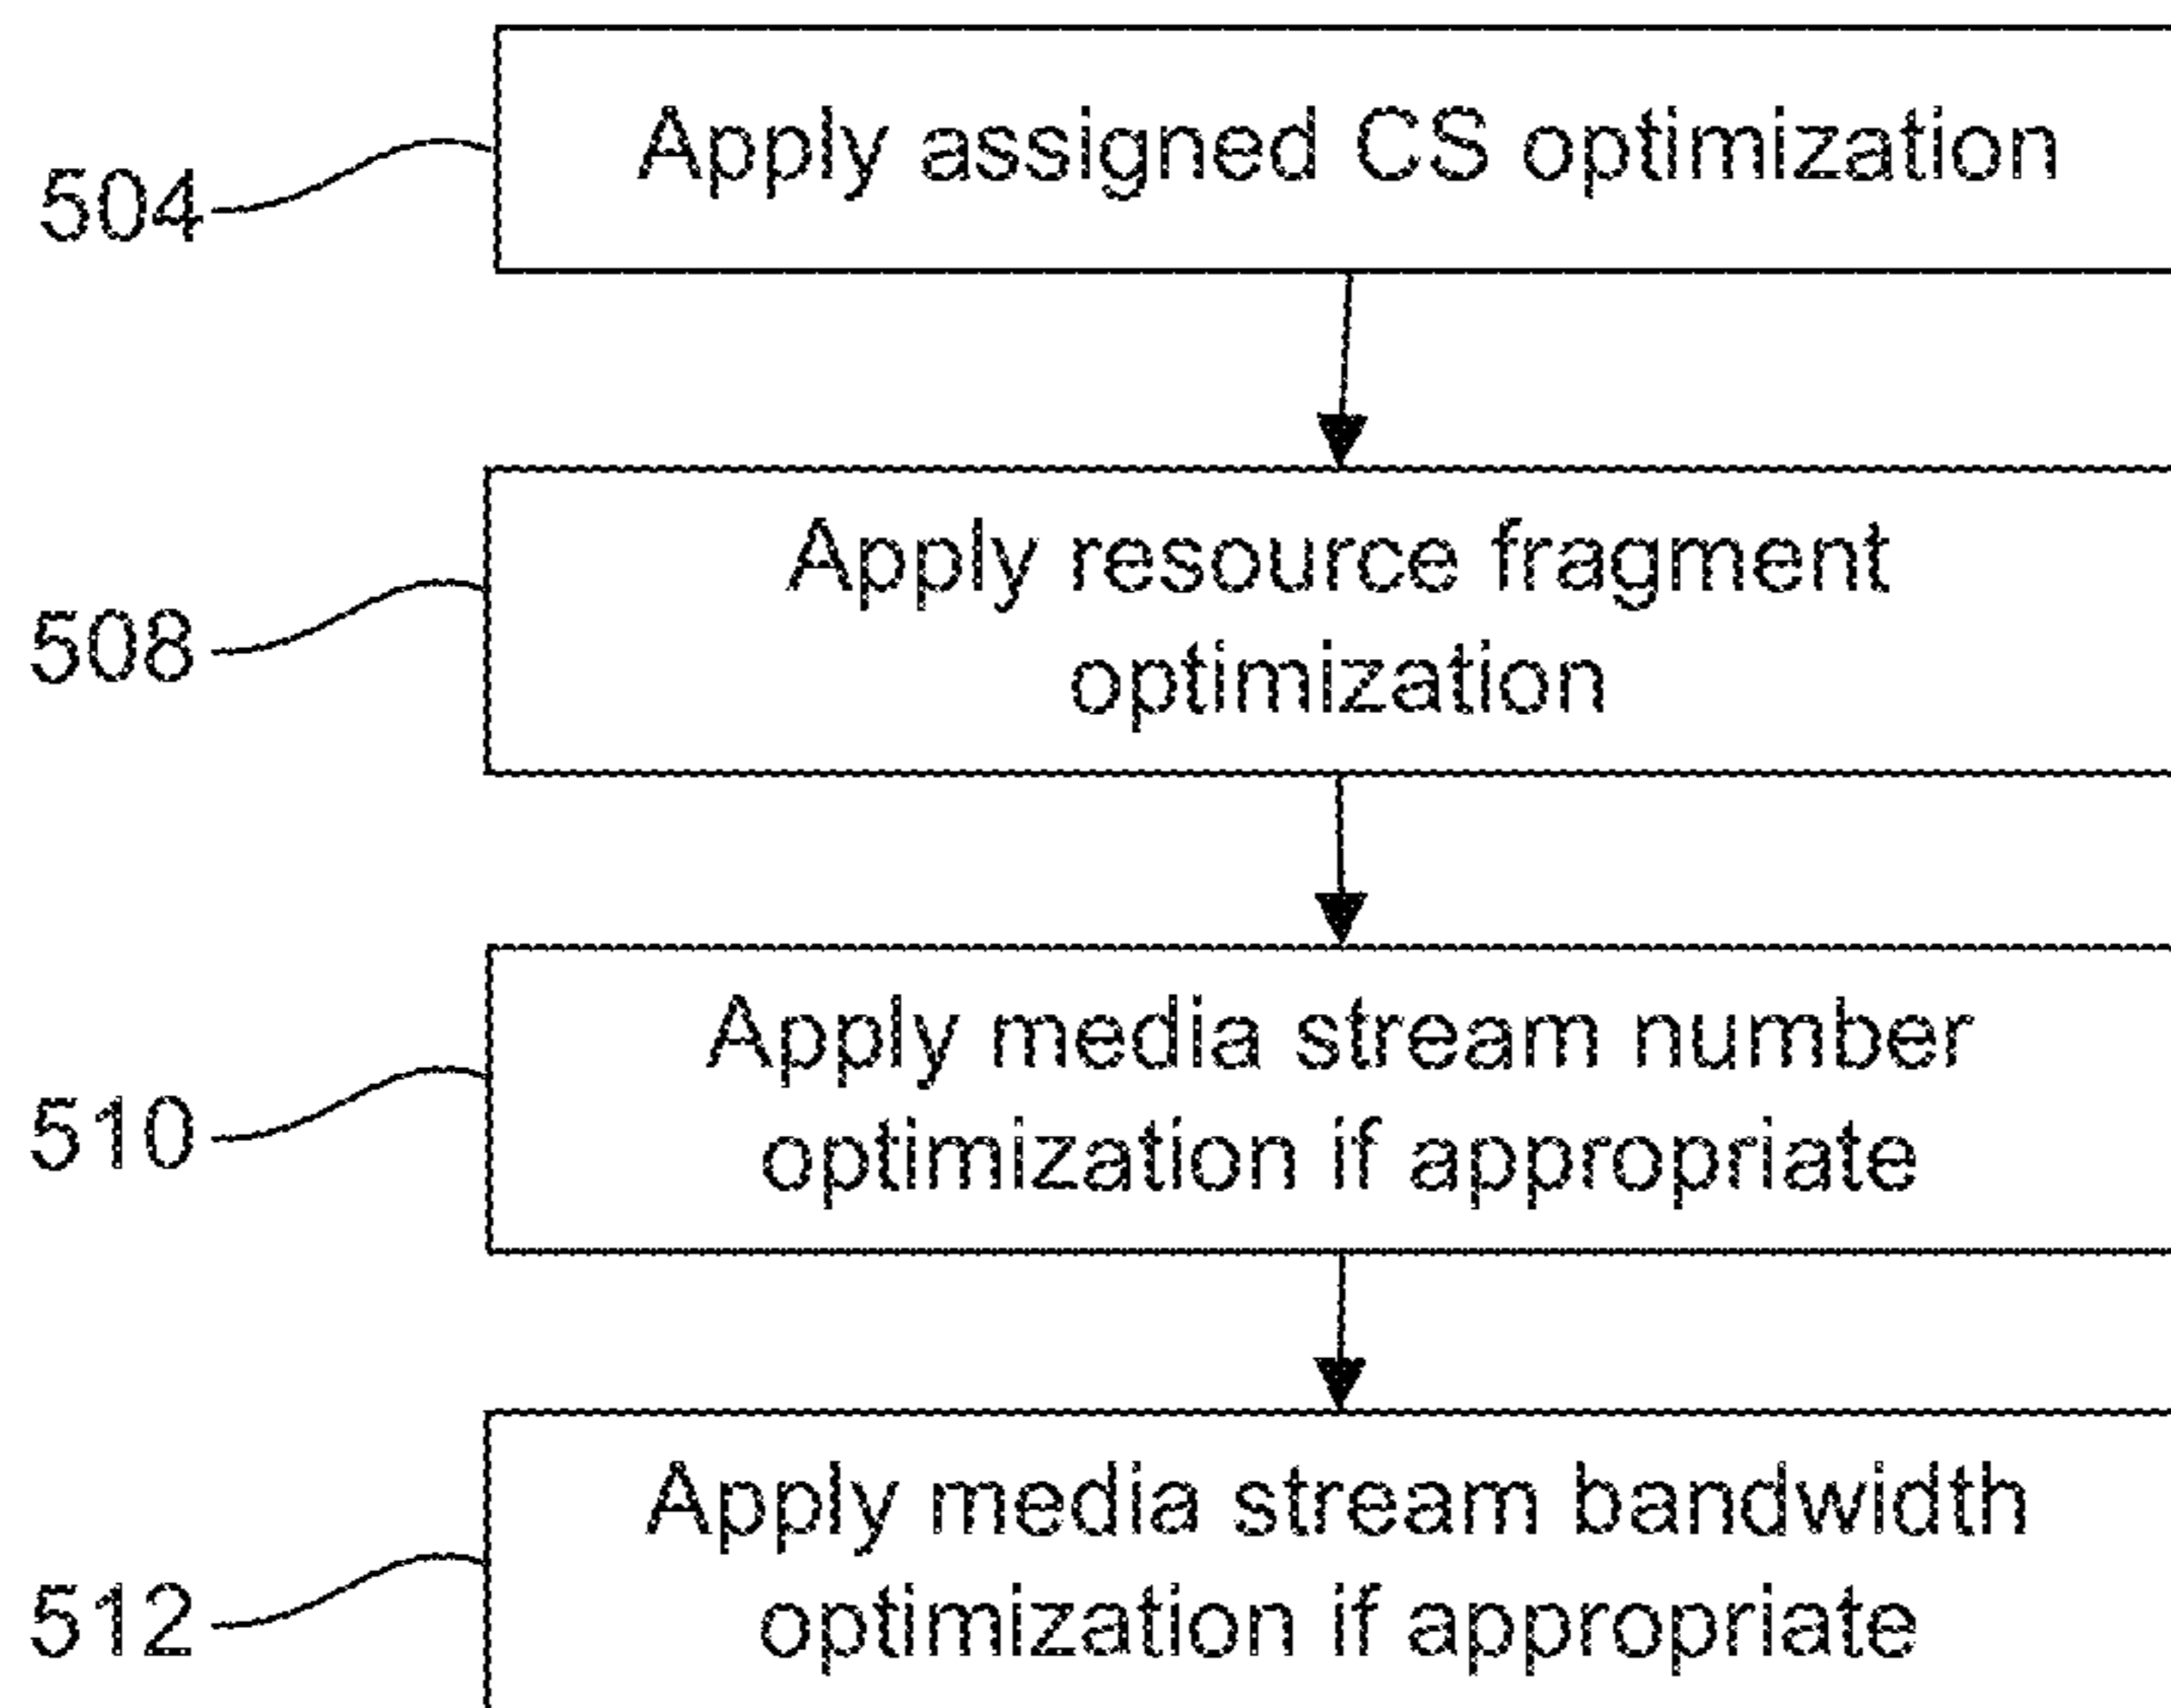 Apply assigned CS optimization
504
Apply resource fragment
optimization
508
Apply media stream number
optimization if appropriate
510
Apply media stream bandwidth
optimization if appropriate
512